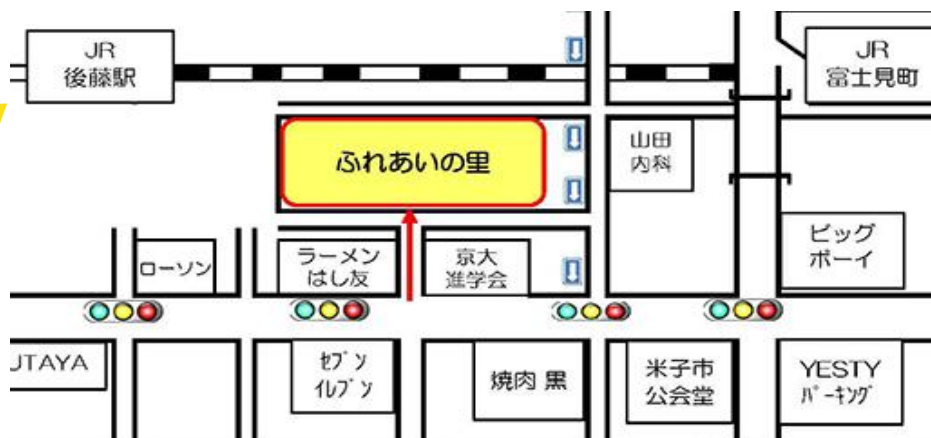 JR
後藤駅
JR
富士見町
ふれあいの里
山田
内科
ビッグ
ボーイ
ローソン
ラーメン
はし友
京大
進学会
UTAYA
ｾﾌﾞﾝ
ｲﾚﾌﾞﾝ
焼肉 黒
米子市
公会堂
YESTY
ﾊﾟｰｷﾝｸﾞ